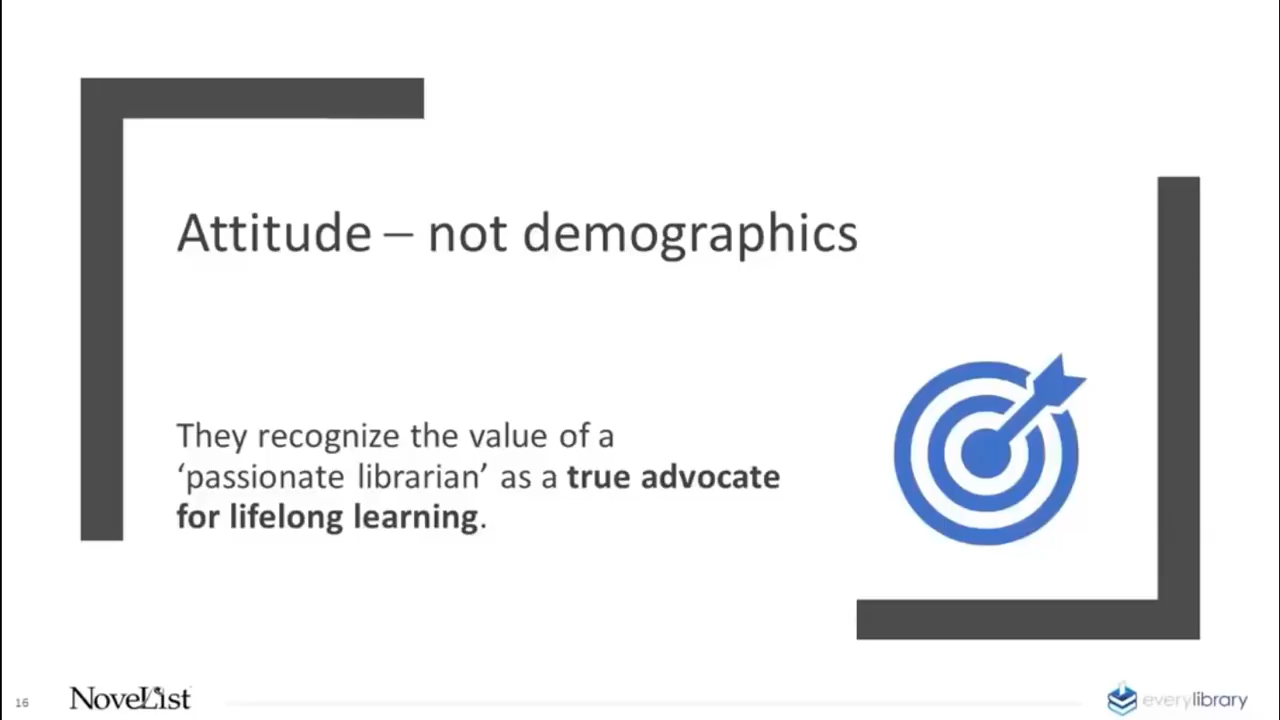 Attitude – not demographics
They recognize the value of a
‘passionate librarian’ as a true advocate
for lifelong learning.
16
NoveList
everylibrary